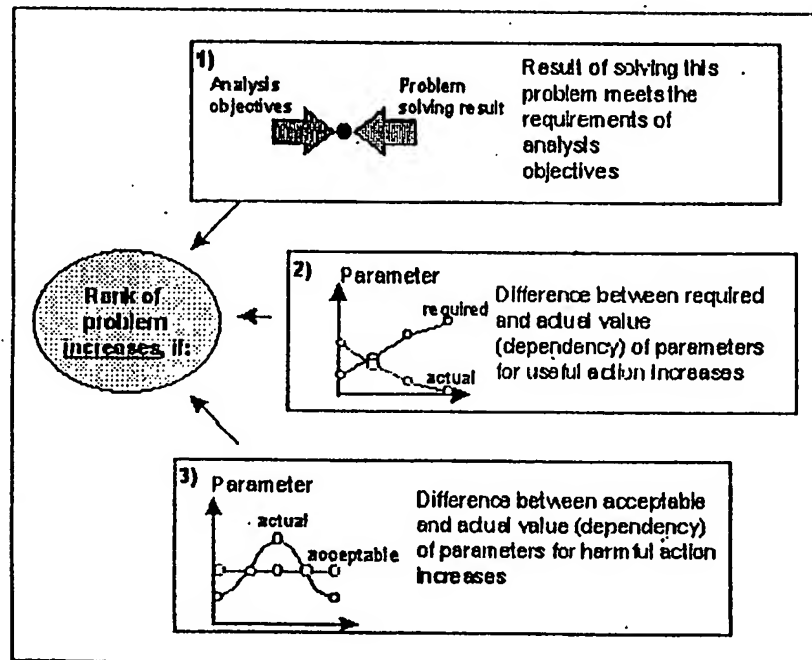 1)
Analysis
objectives
Problem
solving result
Result of solving this
problem meets the
requirements of
analysis
objectives
Rank of
problem
increases, if:
2)
Parameter
required
actual
Difference between required
and actual value
(dependency) of parameters
for useful action increases
3)
Parameter
actual
acceptable
Difference between acceptable
and actual value (dependency)
of parameters for harmful action
increases